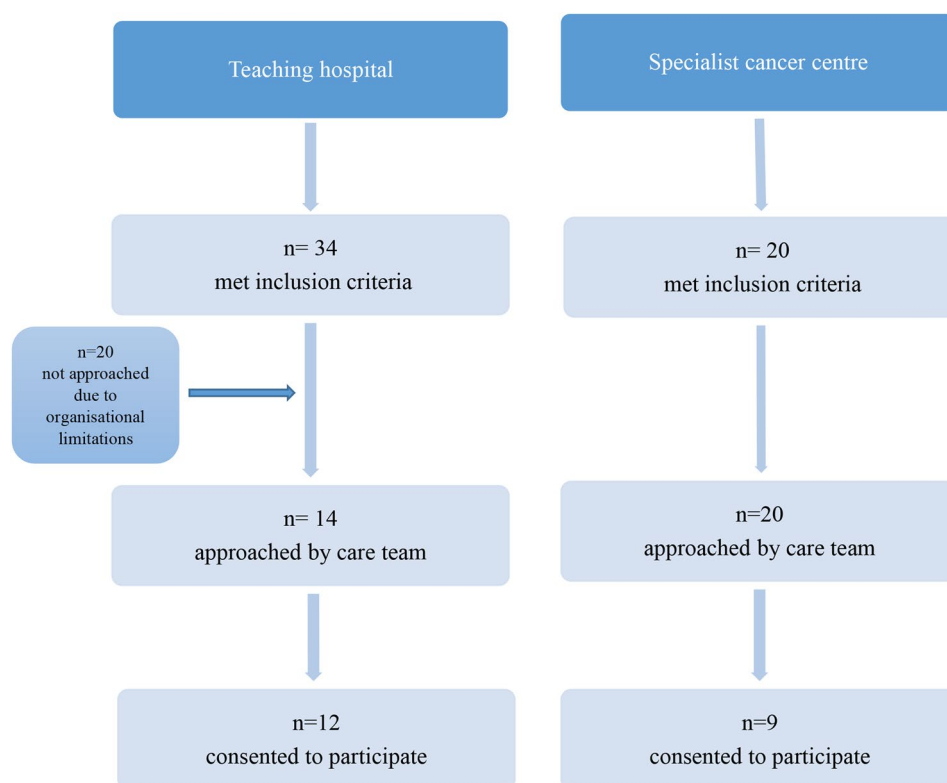 Teaching hospital
Specialist cancer centre
n= 34
met inclusion criteria
n= 20
met inclusion criteria
n=20
not approached
due to
organisational
limitations
n= 14
approached by care team
n=20
approached by care team
n=12
consented to participate
n=9
consented to participate